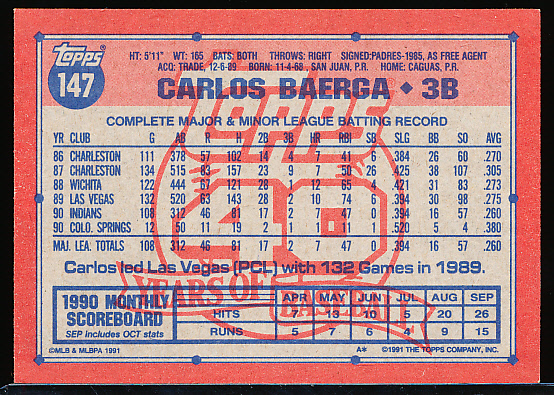 Topps
147
HT: 5'11" WT: 165 BATS: BOTH THROWS: RIGHT SIGNED: PADRES-1985, AS FREE AGENT
ACQ: TRADE, 12-6-89 BORN: 11-4-68, SAN JUAN, P.R. HOME: CAGUAS, P.R.
CARLOS BAERGA ◆ 3B
COMPLETE MAJOR & MINOR LEAGUE BATTING RECORD
YR CLUB G AB R H 2B 3B HR RBI SB SLG BB SO AVG
86 CHARLESTON 111 378 57 102 14 4 7 41 6 .384 26 60 .270
87 CHARLESTON 134 515 83 157 23 9 7 50 26 .425 38 107 .305
88 WICHITA 122 444 67 121 28 1 12 65 4 .421 31 83 .273
89 LAS VEGAS 132 520 63 143 28 2 10 74 6 .394 30 98 .275
90 INDIANS 108 312 46 81 17 2 7 47 0 .394 16 57 .260
90 COLO. SPRINGS 12 50 11 19 2 1 1 11 1 .520 5 4 .380
MAJ. LEA. TOTALS 108 312 46 81 17 2 7 47 0 .394 16 57 .260
Carlos led Las Vegas (PCL) with 132 Games in 1989.
Topps
40
YEARS OF BASEBALL
1990 MONTHLY SCOREBOARD
SEP includes OCT stats
APR MAY JUN JUL AUG SEP
HITS 7 13 10 5 20 26
RUNS 5 7 6 4 9 15
©MLB & MLBPA 1991 A* ©1991 THE TOPPS COMPANY, INC.